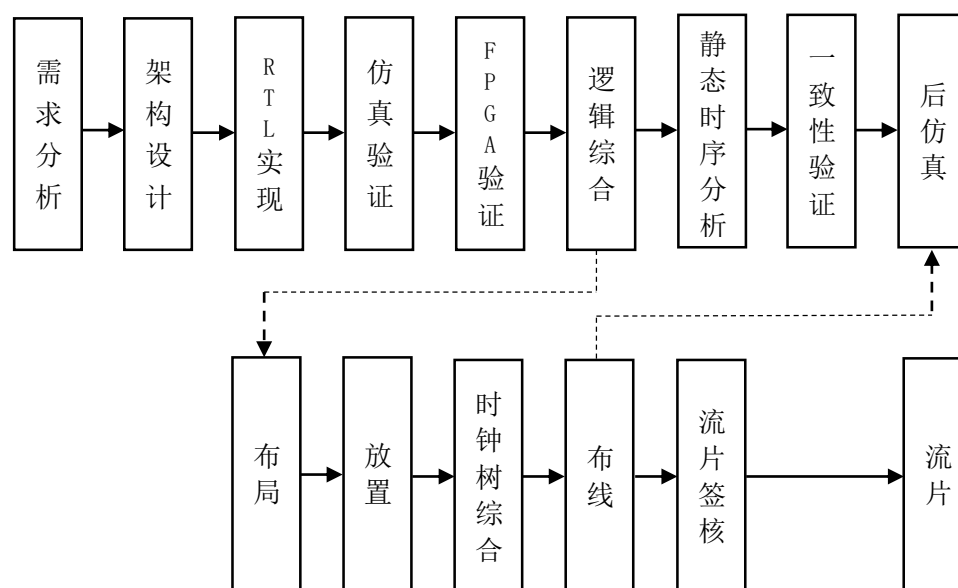 需求分析
架构设计
RTL实现
仿真验证
FPGA验证
逻辑综合
静态时序分析
一致性验证
后仿真
布局
放置
时钟树综合
布线
流片签核
流片